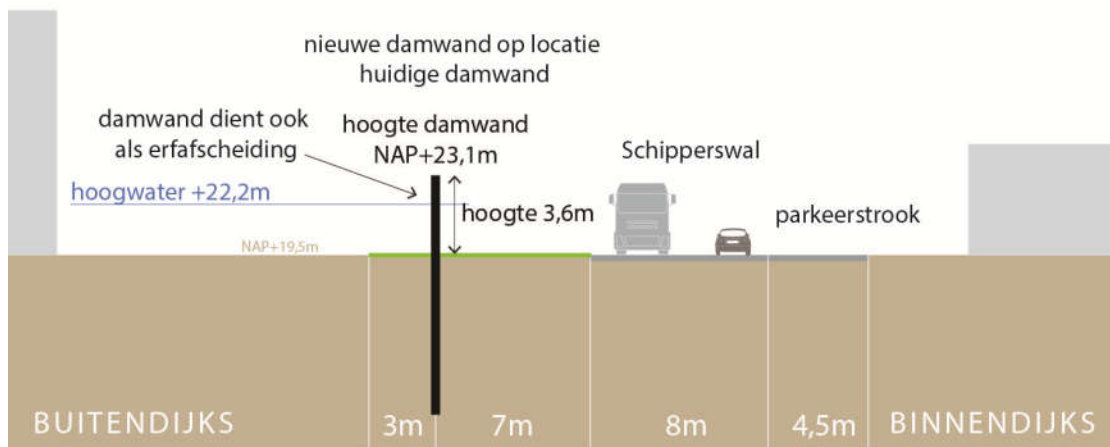 nieuwe damwand op locatie
huidige damwand
damwand dient ook
als erfafscheiding
hoogte damwand
NAP+23,1m
Schipperswal
hoogwater +22,2m
hoogte 3,6m
parkeerstrook
NAP+19,5m
BUITENDIJKS
3m
7m
8m
4,5m
BINNENDIJKS